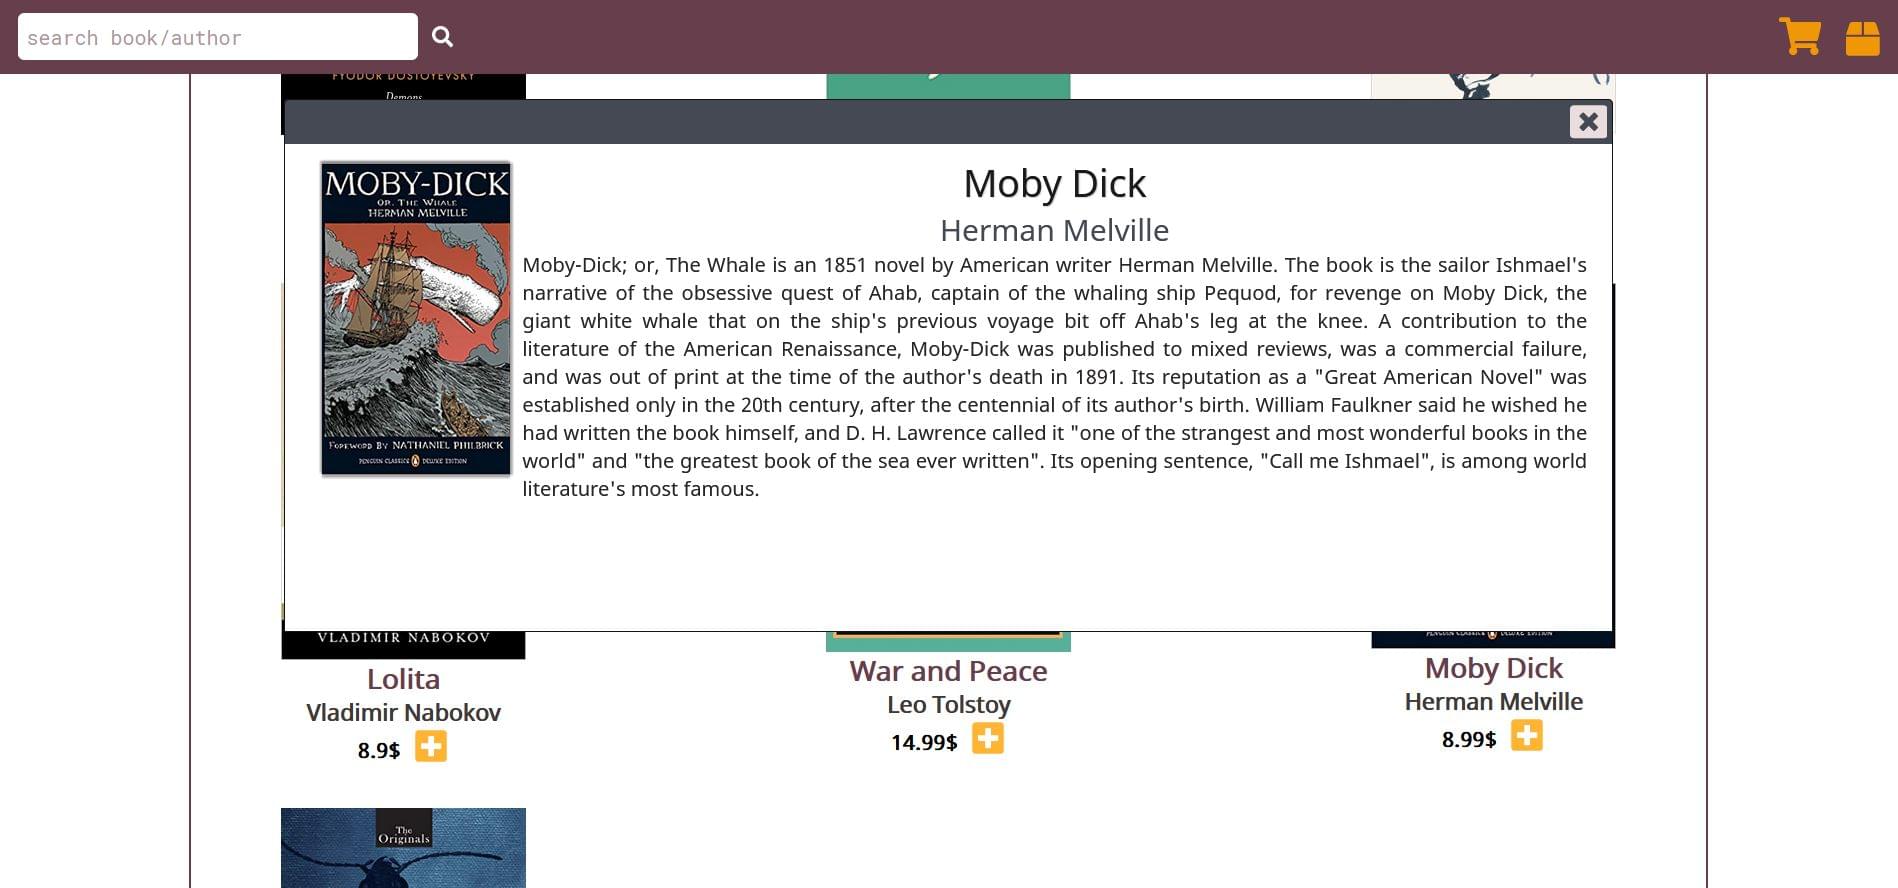 search book/author
FYODOR DOSTOYEVSKY
Demons
MOBY-DICK
OR, THE WHALE
HERMAN MELVILLE
FOREWORD BY NATHANIEL PHILBRICK
PENGUIN CLASSICS DELUXE EDITION
Moby Dick
Herman Melville
Moby-Dick; or, The Whale is an 1851 novel by American writer Herman Melville. The book is the sailor Ishmael's
narrative of the obsessive quest of Ahab, captain of the whaling ship Pequod, for revenge on Moby Dick, the
giant white whale that on the ship's previous voyage bit off Ahab's leg at the knee. A contribution to the
literature of the American Renaissance, Moby-Dick was published to mixed reviews, was a commercial failure,
and was out of print at the time of the author's death in 1891. Its reputation as a "Great American Novel" was
established only in the 20th century, after the centennial of its author's birth. William Faulkner said he wished he
had written the book himself, and D. H. Lawrence called it "one of the strangest and most wonderful books in the
world" and "the greatest book of the sea ever written". Its opening sentence, "Call me Ishmael", is among world
literature's most famous.
VLADIMIR NABOKOV
PENGUIN CLASSICS DELUXE EDITION
Lolita
Vladimir Nabokov
8.9$
War and Peace
Leo Tolstoy
14.99$
Moby Dick
Herman Melville
8.99$
The
Originals